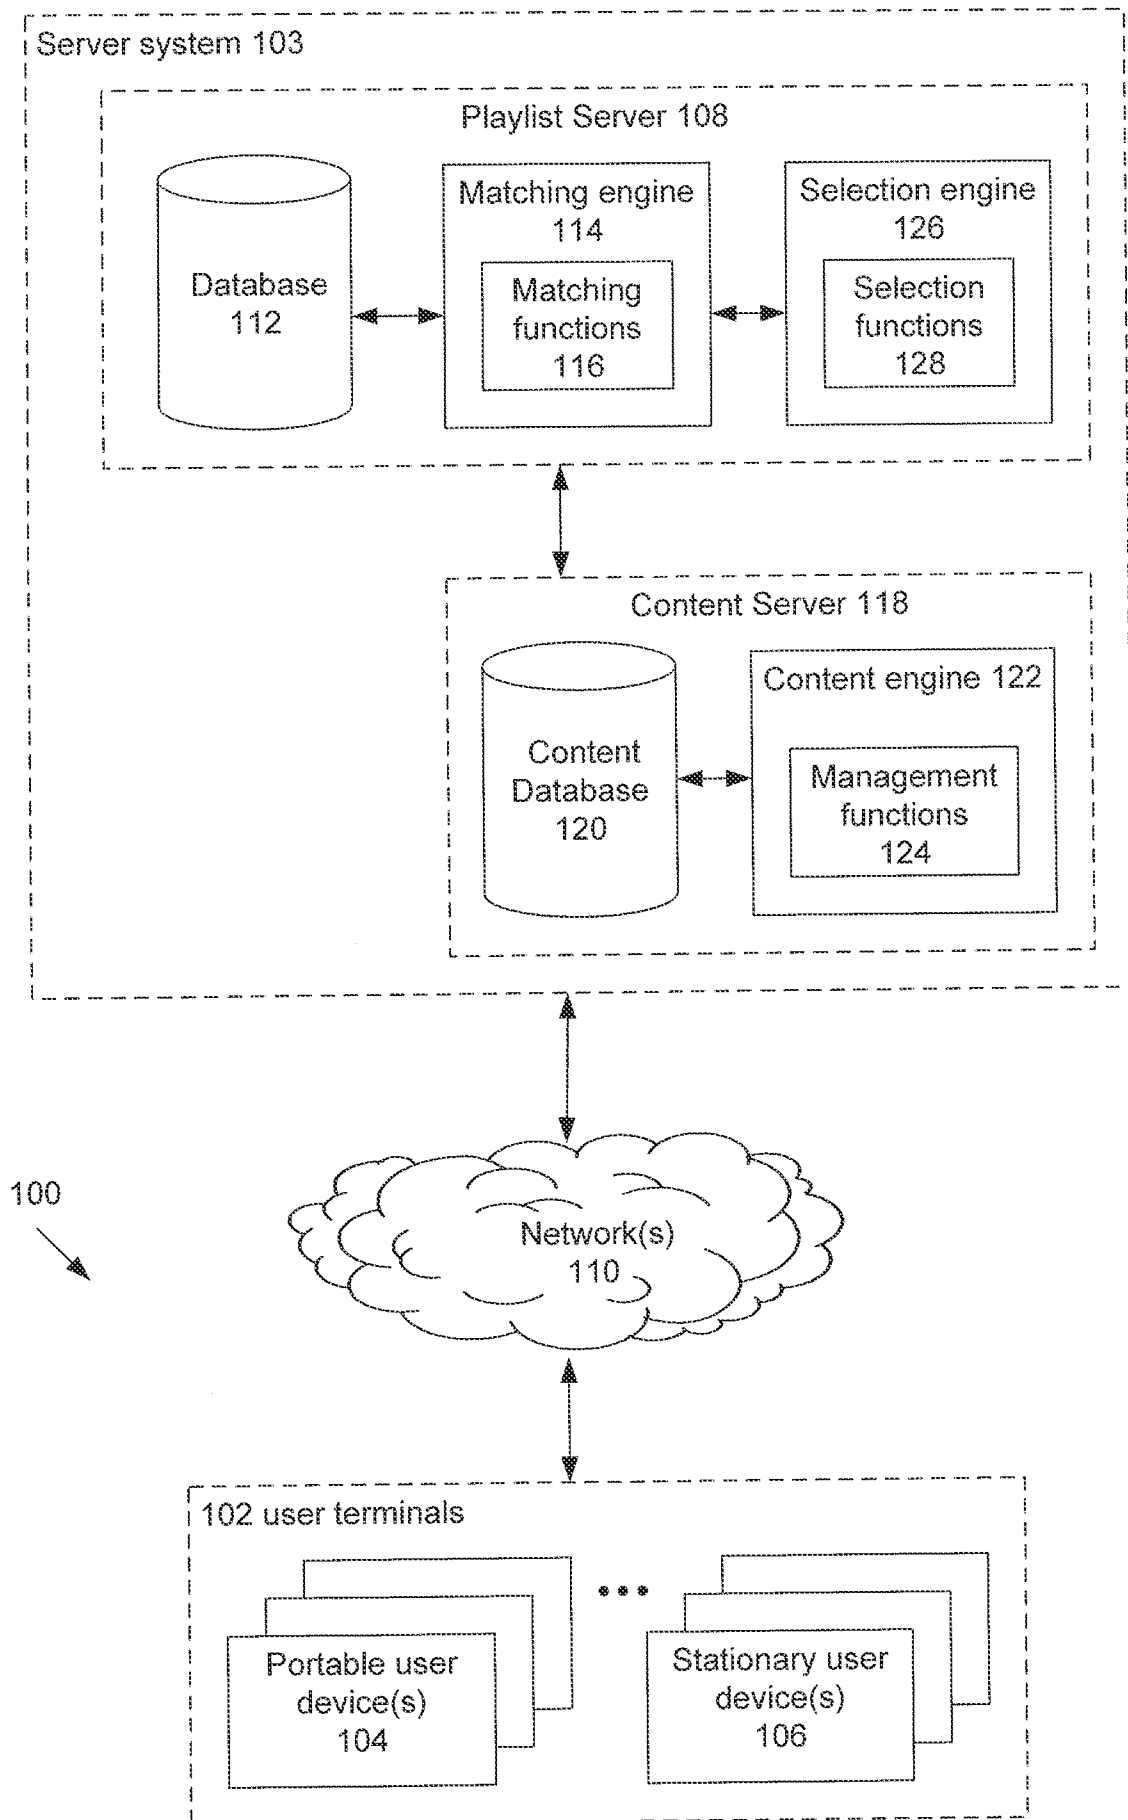 Server system 103
Playlist Server 108
Database
112
Matching engine
114
Matching
functions
116
Selection engine
126
Selection
functions
128
Content Server 118
Content
Database
120
Content engine 122
Management
functions
124
100
Network(s)
110
102 user terminals
Portable user
device(s)
104
Stationary user
device(s)
106